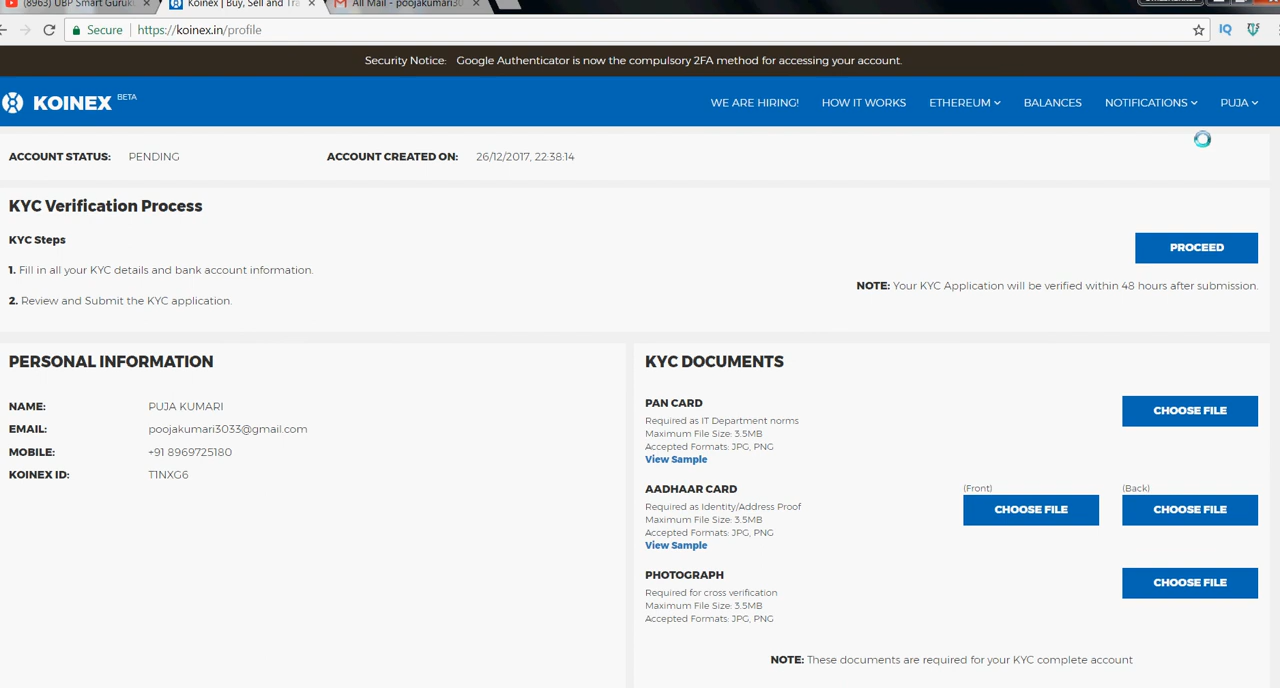 (8963) UBP Smart Guruku
Koinex | Buy, Sell and Tra
All Mail - poojakumari30
Secure
https://koinex.in/profile
IQ
Security Notice: Google Authenticator is now the compulsory 2FA method for accessing your account.
KOINEX BETA
WE ARE HIRING!
HOW IT WORKS
ETHEREUM
BALANCES
NOTIFICATIONS
PUJA
ACCOUNT STATUS: PENDING
ACCOUNT CREATED ON: 26/12/2017, 22:38:14
KYC Verification Process
KYC Steps
1. Fill in all your KYC details and bank account information.
2. Review and Submit the KYC application.
PROCEED
NOTE: Your KYC Application will be verified within 48 hours after submission.
PERSONAL INFORMATION
NAME: PUJA KUMARI
EMAIL: poojakumari3033@gmail.com
MOBILE: +91 8969725180
KOINEX ID: T1NXG6
KYC DOCUMENTS
PAN CARD
Required as IT Department norms
Maximum File Size: 3.5MB
Accepted Formats: JPG, PNG
View Sample
CHOOSE FILE
AADHAAR CARD
Required as Identity/Address Proof
Maximum File Size: 3.5MB
Accepted Formats: JPG, PNG
View Sample
(Front)
CHOOSE FILE
(Back)
CHOOSE FILE
PHOTOGRAPH
Required for cross verification
Maximum File Size: 3.5MB
Accepted Formats: JPG, PNG
CHOOSE FILE
NOTE: These documents are required for your KYC complete account